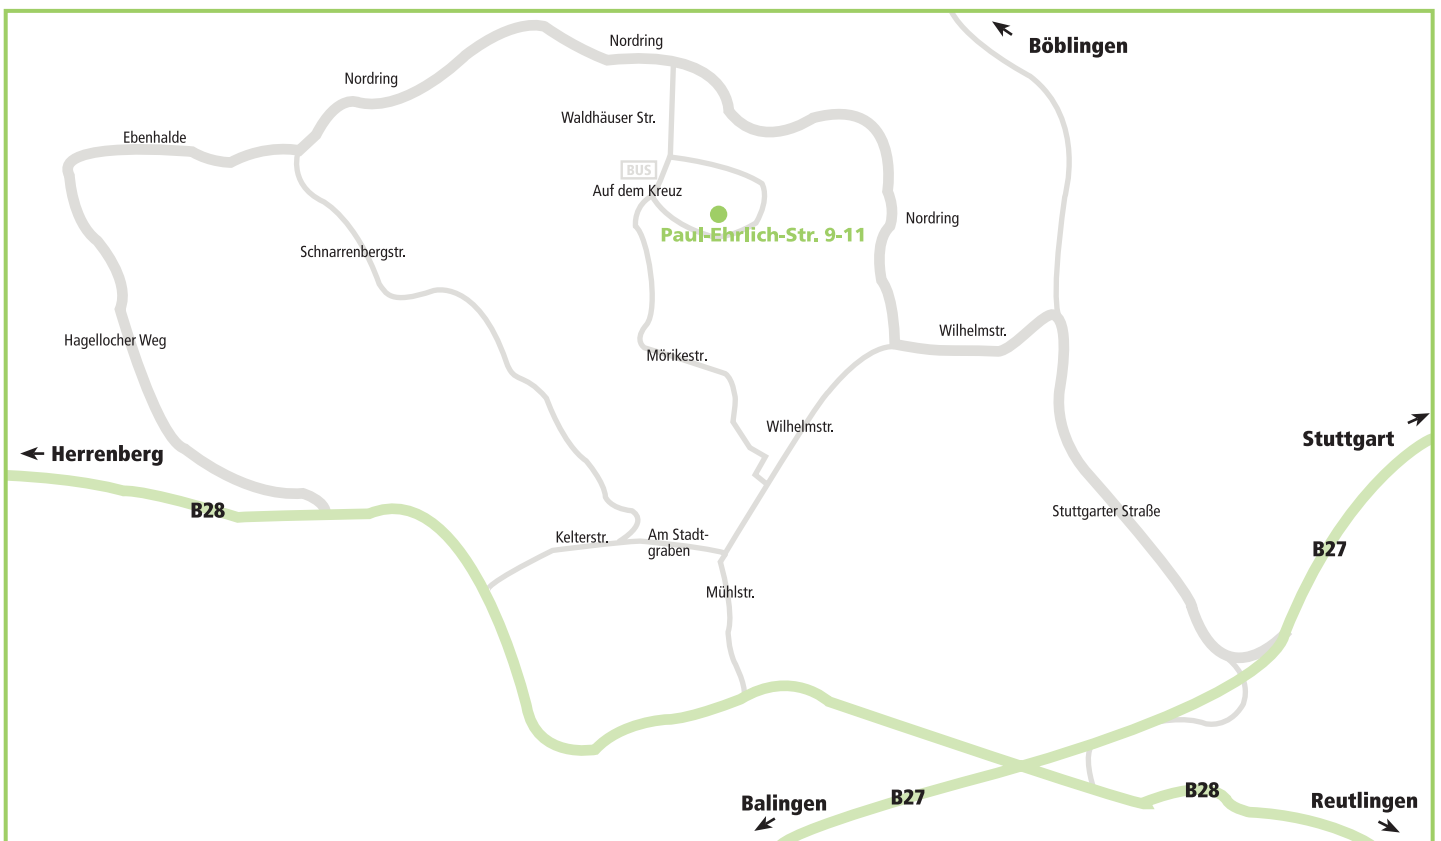 Nordring
Böblingen
Nordring
Waldhäuser Str.
Ebenhalde
BUS
Auf dem Kreuz
Nordring
Paul-Ehrlich-Str. 9-11
Schnarrenbergstr.
Wilhelmstr.
Hagellocher Weg
Mörikestr.
Wilhelmstr.
Stuttgart
Herrenberg
B28
Stuttgarter Straße
Kelterstr.
Am Stadt-
graben
B27
Mühlstr.
B28
B27
Balingen
Reutlingen